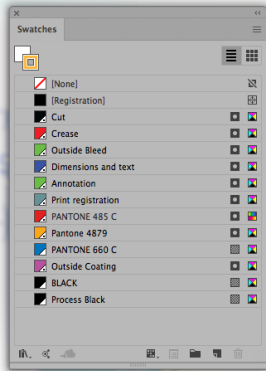 Swatches
[None]
[Registration]
Cut
Crease
Outside Bleed
Dimensions and text
Annotation
Print registration
PANTONE 485 C
Pantone 4879
PANTONE 660 C
Outside Coating
BLACK
Process Black